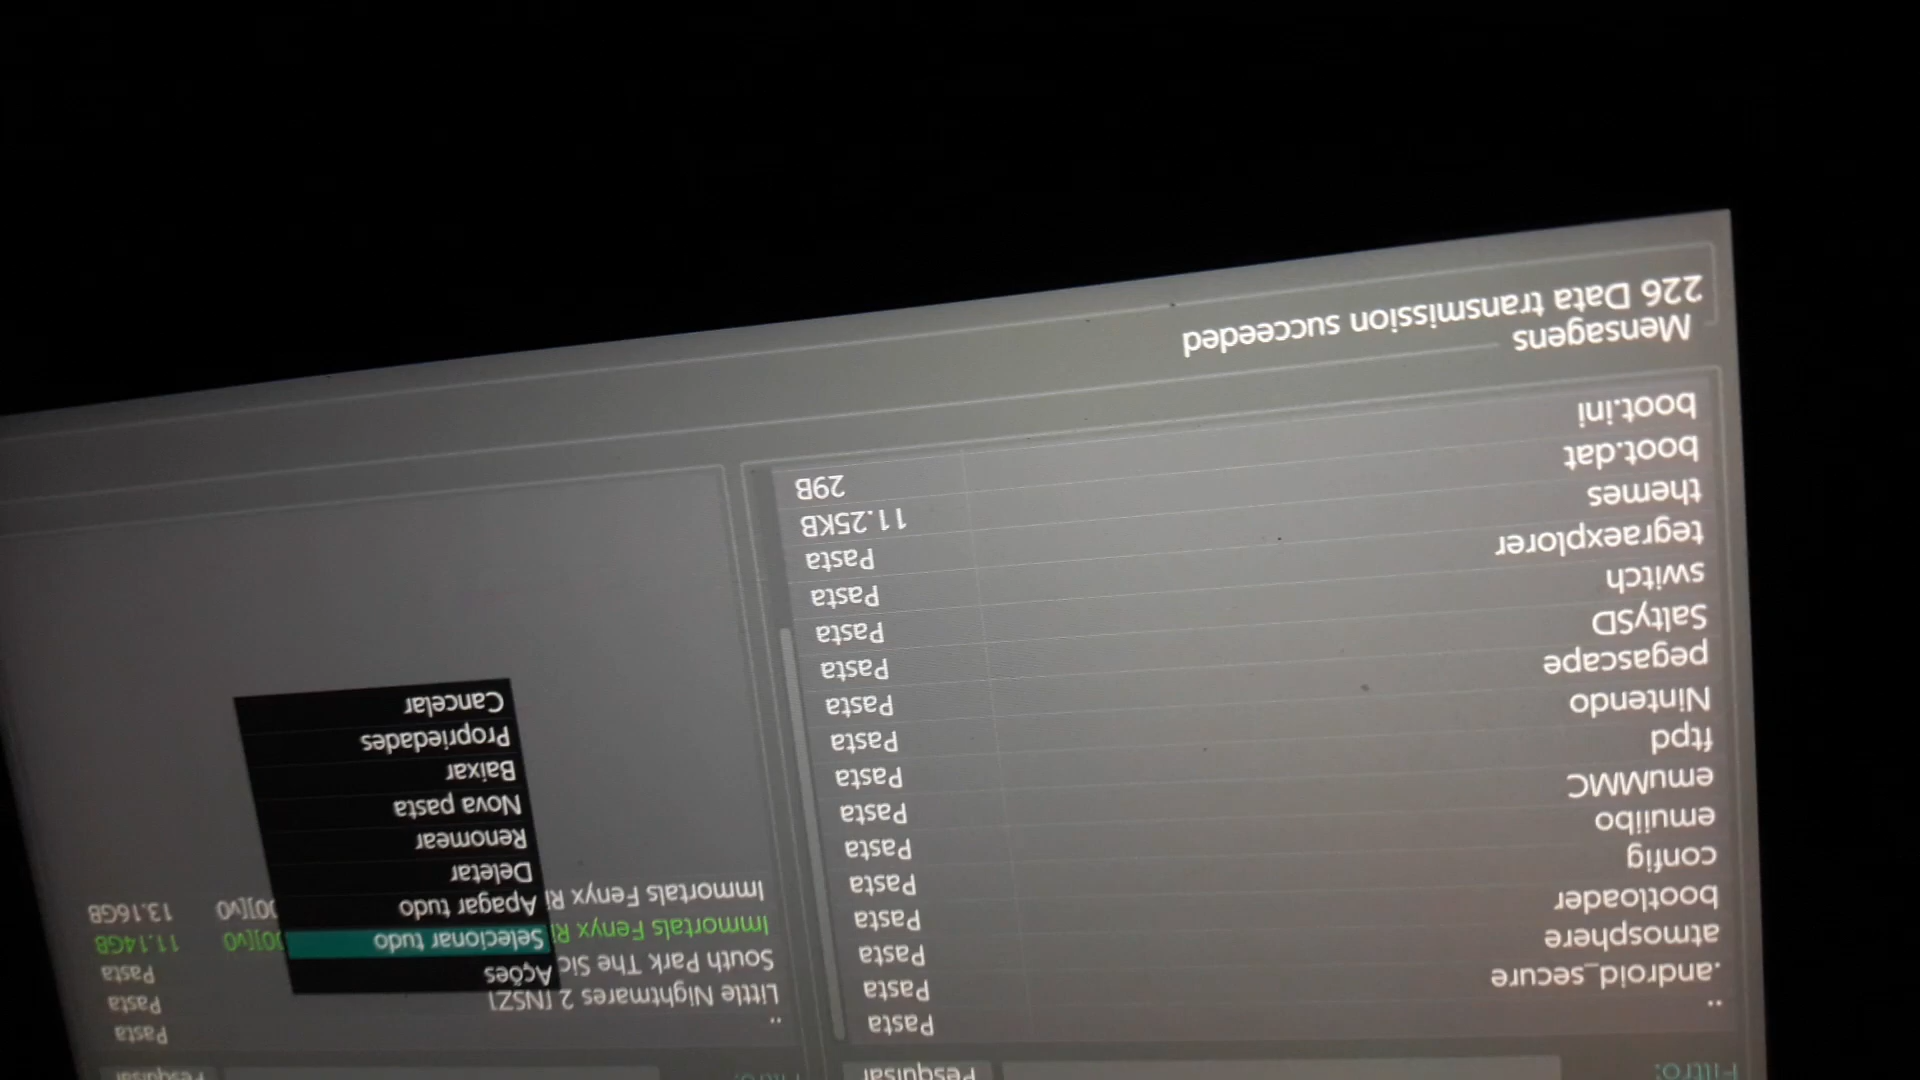 Filtro:
Pesquisar
..
Pasta
.android_secure
Pasta
atmosphere
Pasta
bootloader
Pasta
config
Pasta
emuiibo
Pasta
emuMMC
Pasta
ftpd
Pasta
Nintendo
Pasta
pegascape
Pasta
SaltySD
Pasta
switch
Pasta
tegraexplorer
Pasta
themes
Pasta
boot.dat
11.25KB
boot.ini
29B
Filtro:
Pesquisar
..
Pasta
Little Nightmares 2 [NSZ]
Pasta
South Park The
Pasta
Immortals Fenyx
11.14GB
Immortals Fenyx
13.16GB
Ações
Selecionar tudo
Apagar tudo
Deletar
Renomear
Nova pasta
Baixar
Propriedades
Cancelar
Mensagens
226 Data transmission succeeded